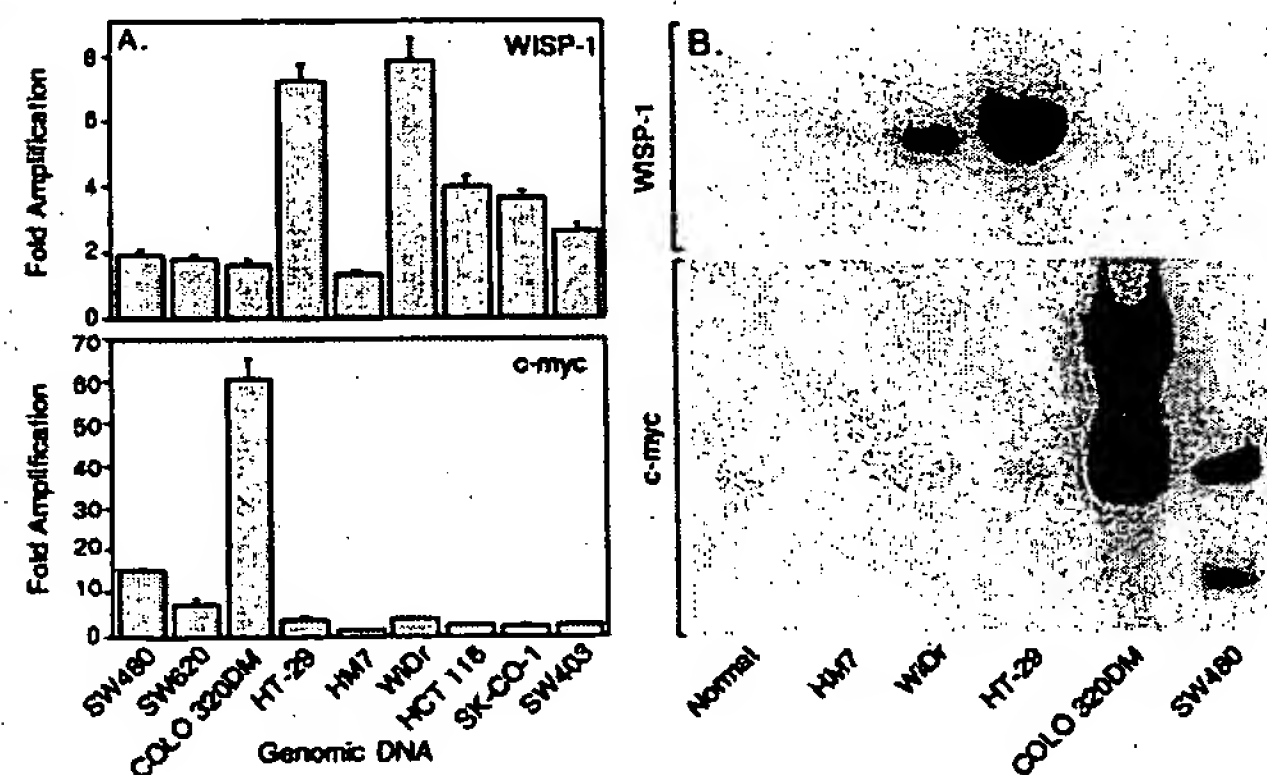 A.
WISP-1
Fold Amplification
8
6
4
2
0
c-myc
Fold Amplification
70
60
50
40
30
20
10
0
SW480
SW620
COLO 320DM
HT-29
HM7
WiDr
HCT 116
SK-CO-1
SW403
Genomic DNA
B.
WISP-1
c-myc
Normal
HM7
WiDr
HT-29
COLO 320DM
SW480